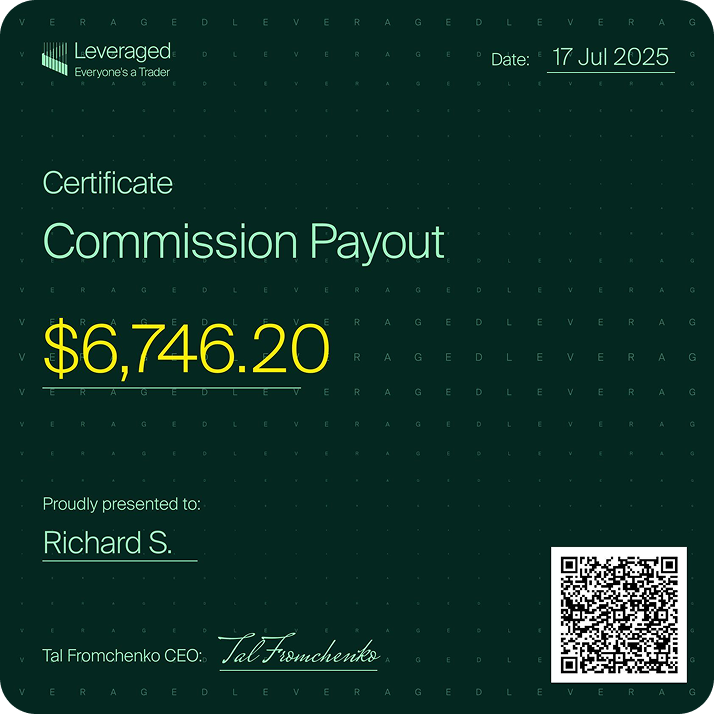 Leveraged
Everyone's a Trader
Date: 17 Jul 2025
Certificate
Commission Payout
$6,746.20
Proudly presented to:
Richard S.
Tal Fromchenko CEO: Tal Fromchenko